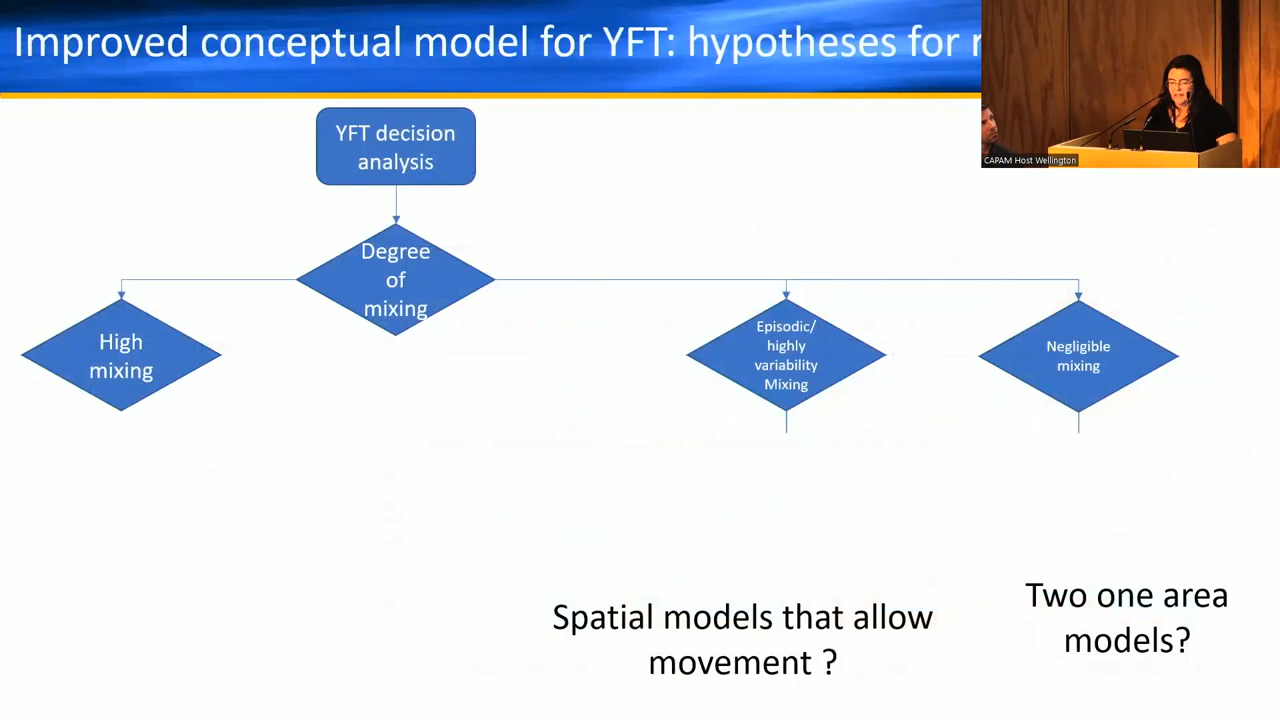 Improved conceptual model for YFT: hypotheses for
CAPAM Host Wellington
YFT decision
analysis
Degree
of
mixing
High
mixing
Episodic/
highly
variability
Mixing
Negligible
mixing
Spatial models that allow
movement ?
Two one area
models?